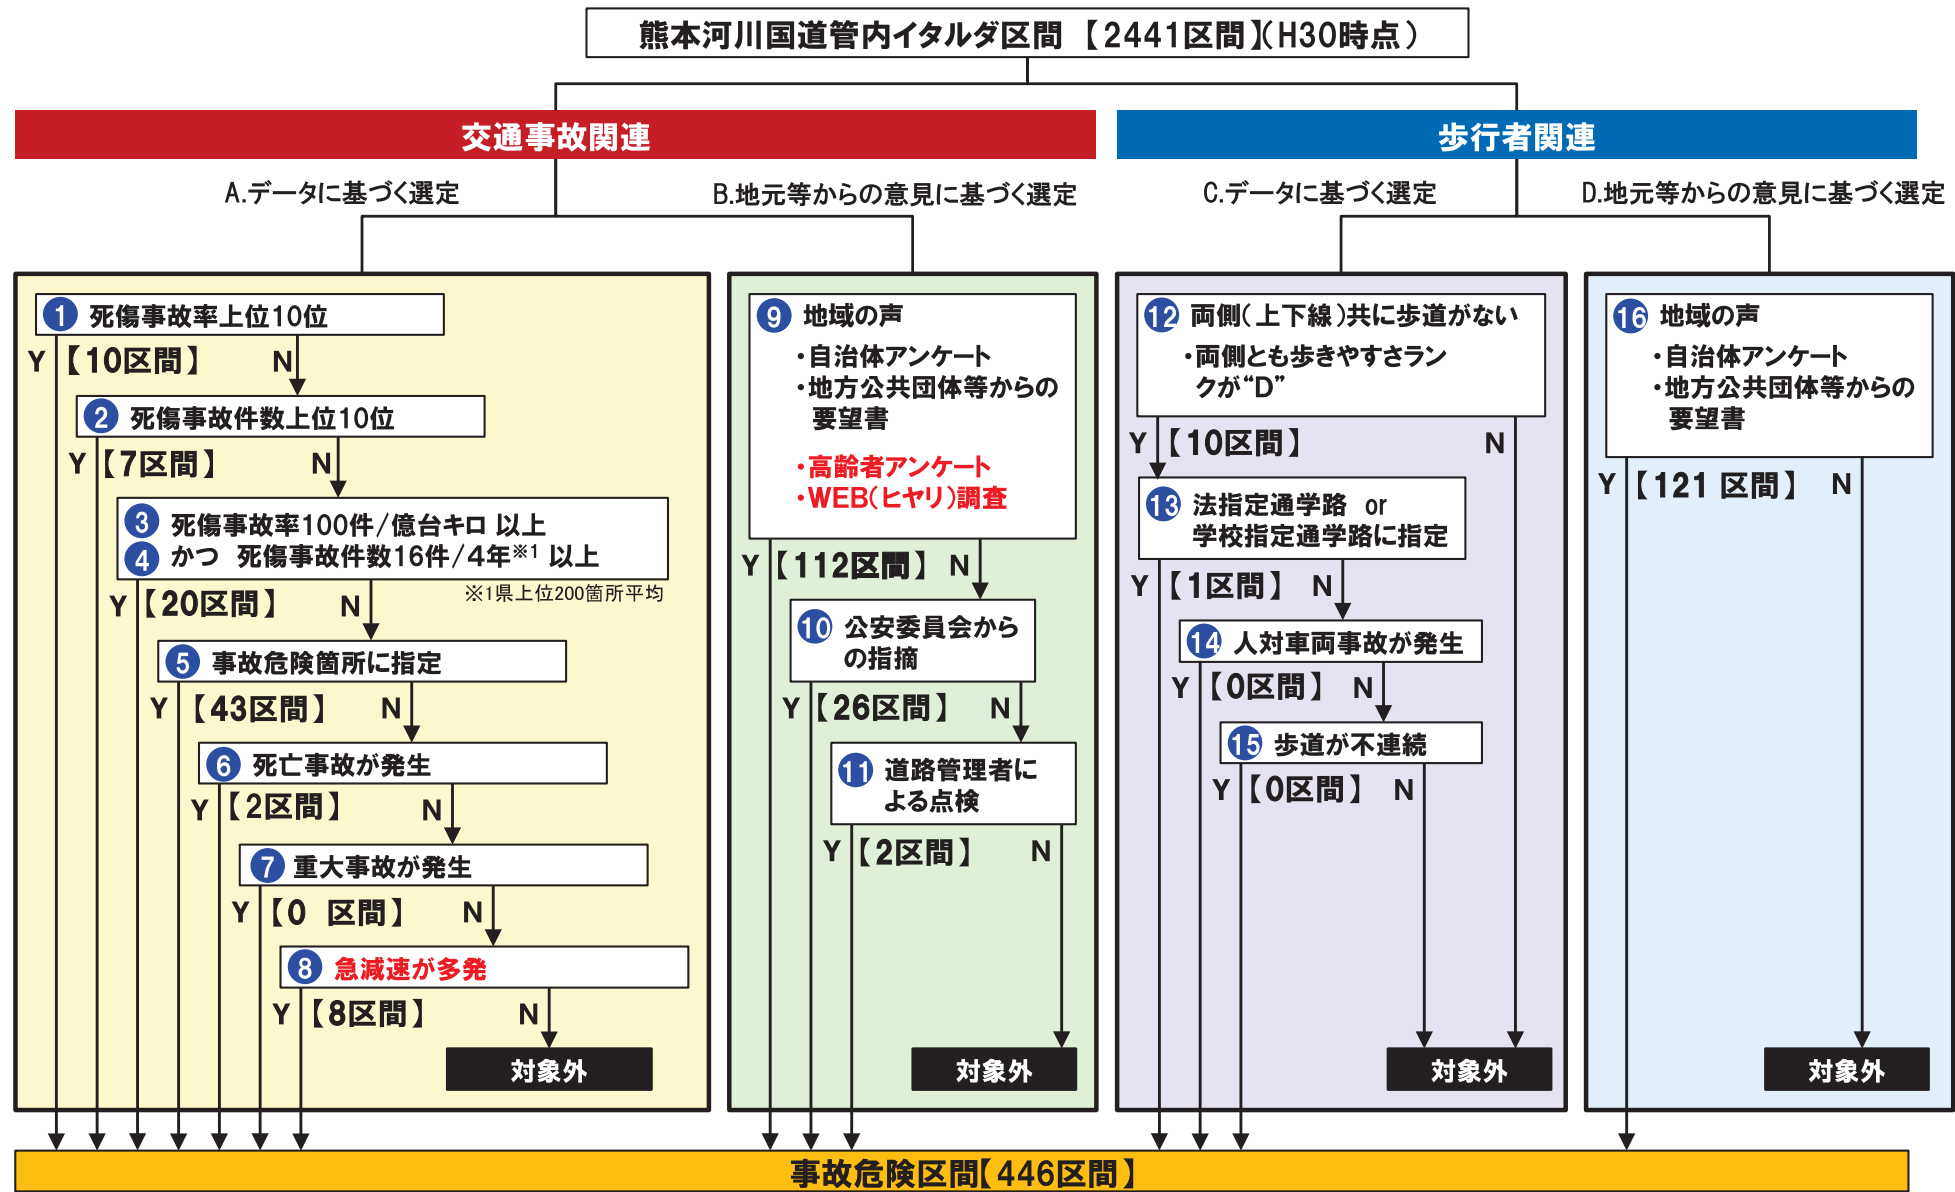 熊本河川国道管内イタルダ区間【2441区間】(H30時点)
交通事故関連
A.データに基づく選定
B.地元等からの意見に基づく選定
1 死傷事故率上位10位
Y【10区間】 N
2 死傷事故件数上位10位
Y【7区間】 N
3 死傷事故率100件/億台キロ 以上
4 かつ 死傷事故件数16件/4年※1 以上
※1県上位200箇所平均
Y【20区間】 N
5 事故危険箇所に指定
Y【43区間】 N
6 死亡事故が発生
Y【2区間】 N
7 重大事故が発生
Y【0 区間】 N
8 急減速が多発
Y【8区間】 N
対象外
9 地域の声
・自治体アンケート
・地方公共団体等からの
要望書
・高齢者アンケート
・WEB(ヒヤリ)調査
Y【112区間】 N
10 公安委員会から
の指摘
Y【26区間】 N
11 道路管理者に
よる点検
Y【2区間】 N
対象外
歩行者関連
C.データに基づく選定
D.地元等からの意見に基づく選定
12 両側(上下線)共に歩道がない
・両側とも歩きやすさラン
クが“D”
Y【10区間】 N
13 法指定通学路 or
学校指定通学路に指定
Y【1区間】 N
14 人対車両事故が発生
Y【0区間】 N
15 歩道が不連続
Y【0区間】 N
対象外
16 地域の声
・自治体アンケート
・地方公共団体等からの
要望書
Y【121 区間】 N
対象外
事故危険区間【446区間】